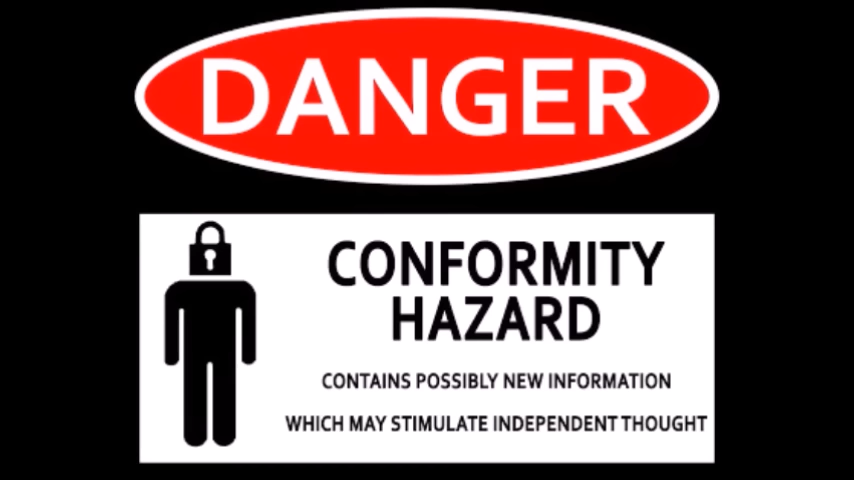 DANGER
CONFORMITY
HAZARD
CONTAINS POSSIBLY NEW INFORMATION
WHICH MAY STIMULATE INDEPENDENT THOUGHT